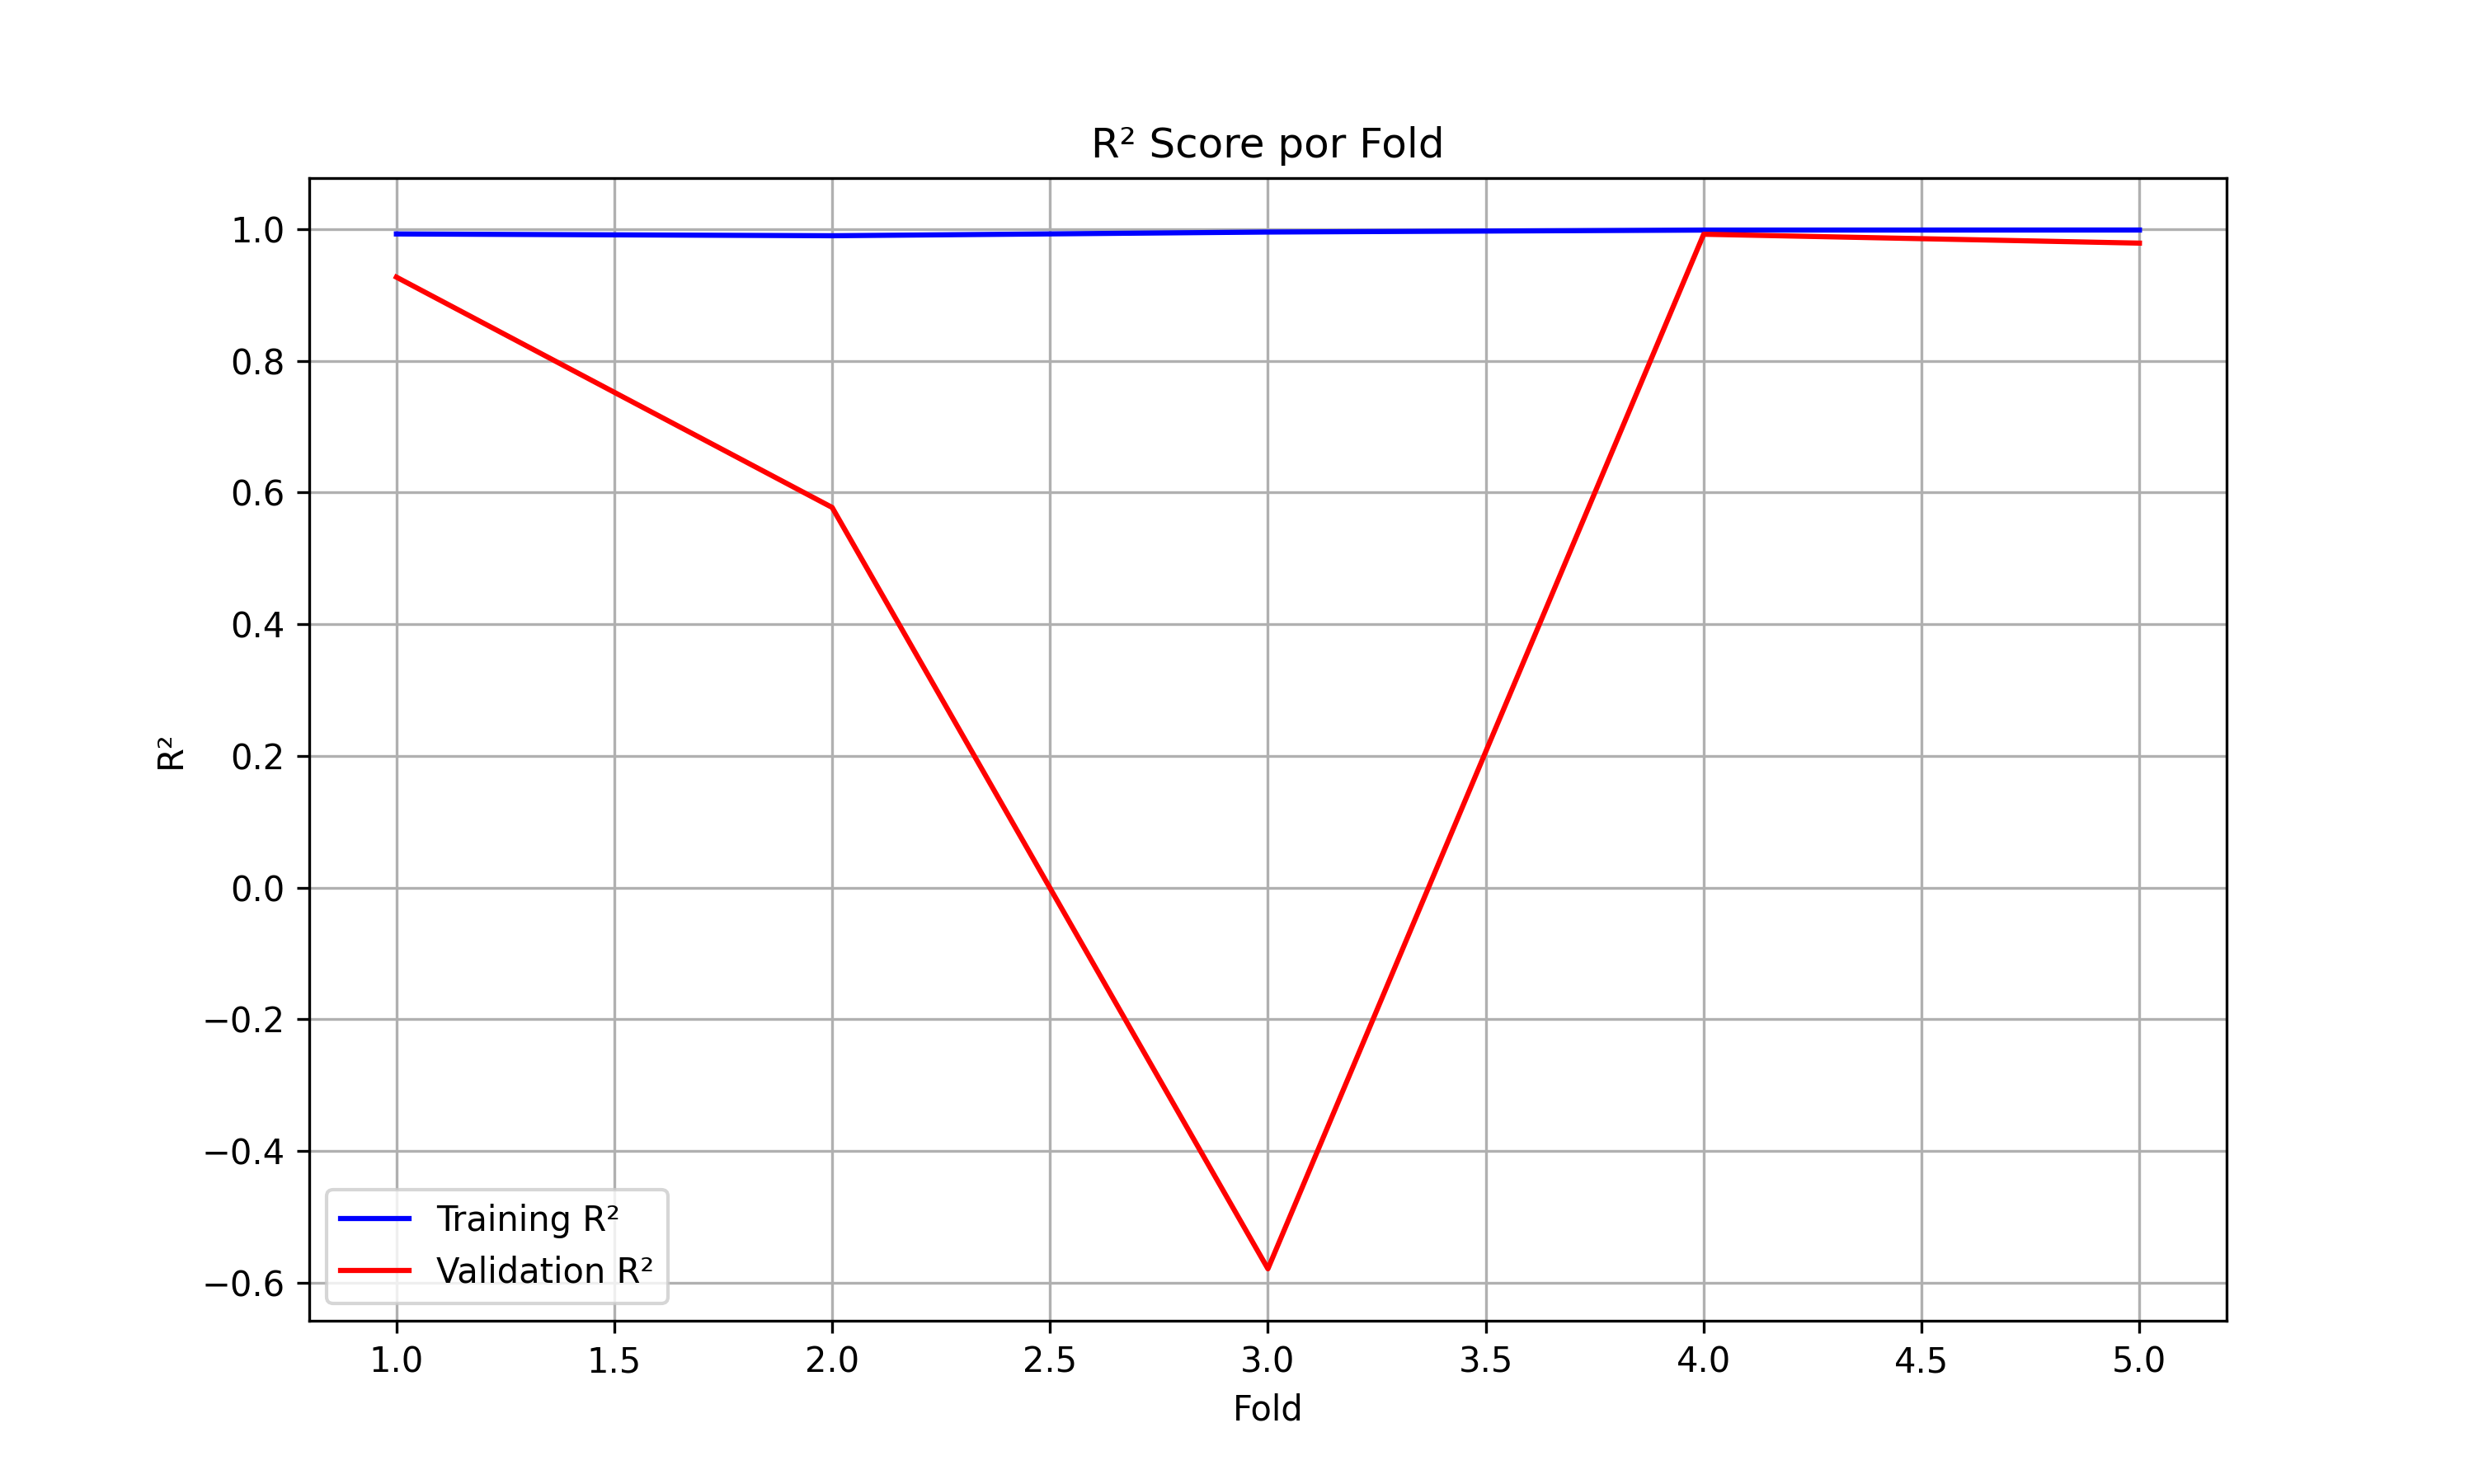 R² Score por Fold
1.0
0.8
0.6
0.4
0.2
0.0
−0.2
−0.4
−0.6
R²
Training R²
Validation R²
1.0 1.5 2.0 2.5 3.0 3.5 4.0 4.5 5.0
Fold